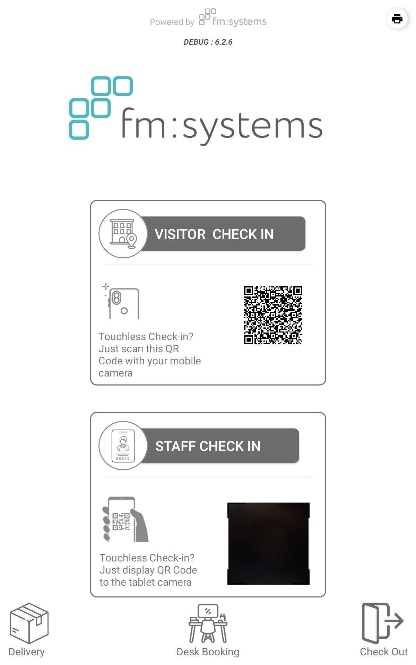 Powered by fm:systems
DEBUG : 6.2.6
fm:systems
VISITOR CHECK IN
Touchless Check-in?
Just scan this QR
Code with your mobile
camera
STAFF CHECK IN
Touchless Check-in?
Just display QR Code
to the tablet camera
Delivery
Desk Booking
Check Out